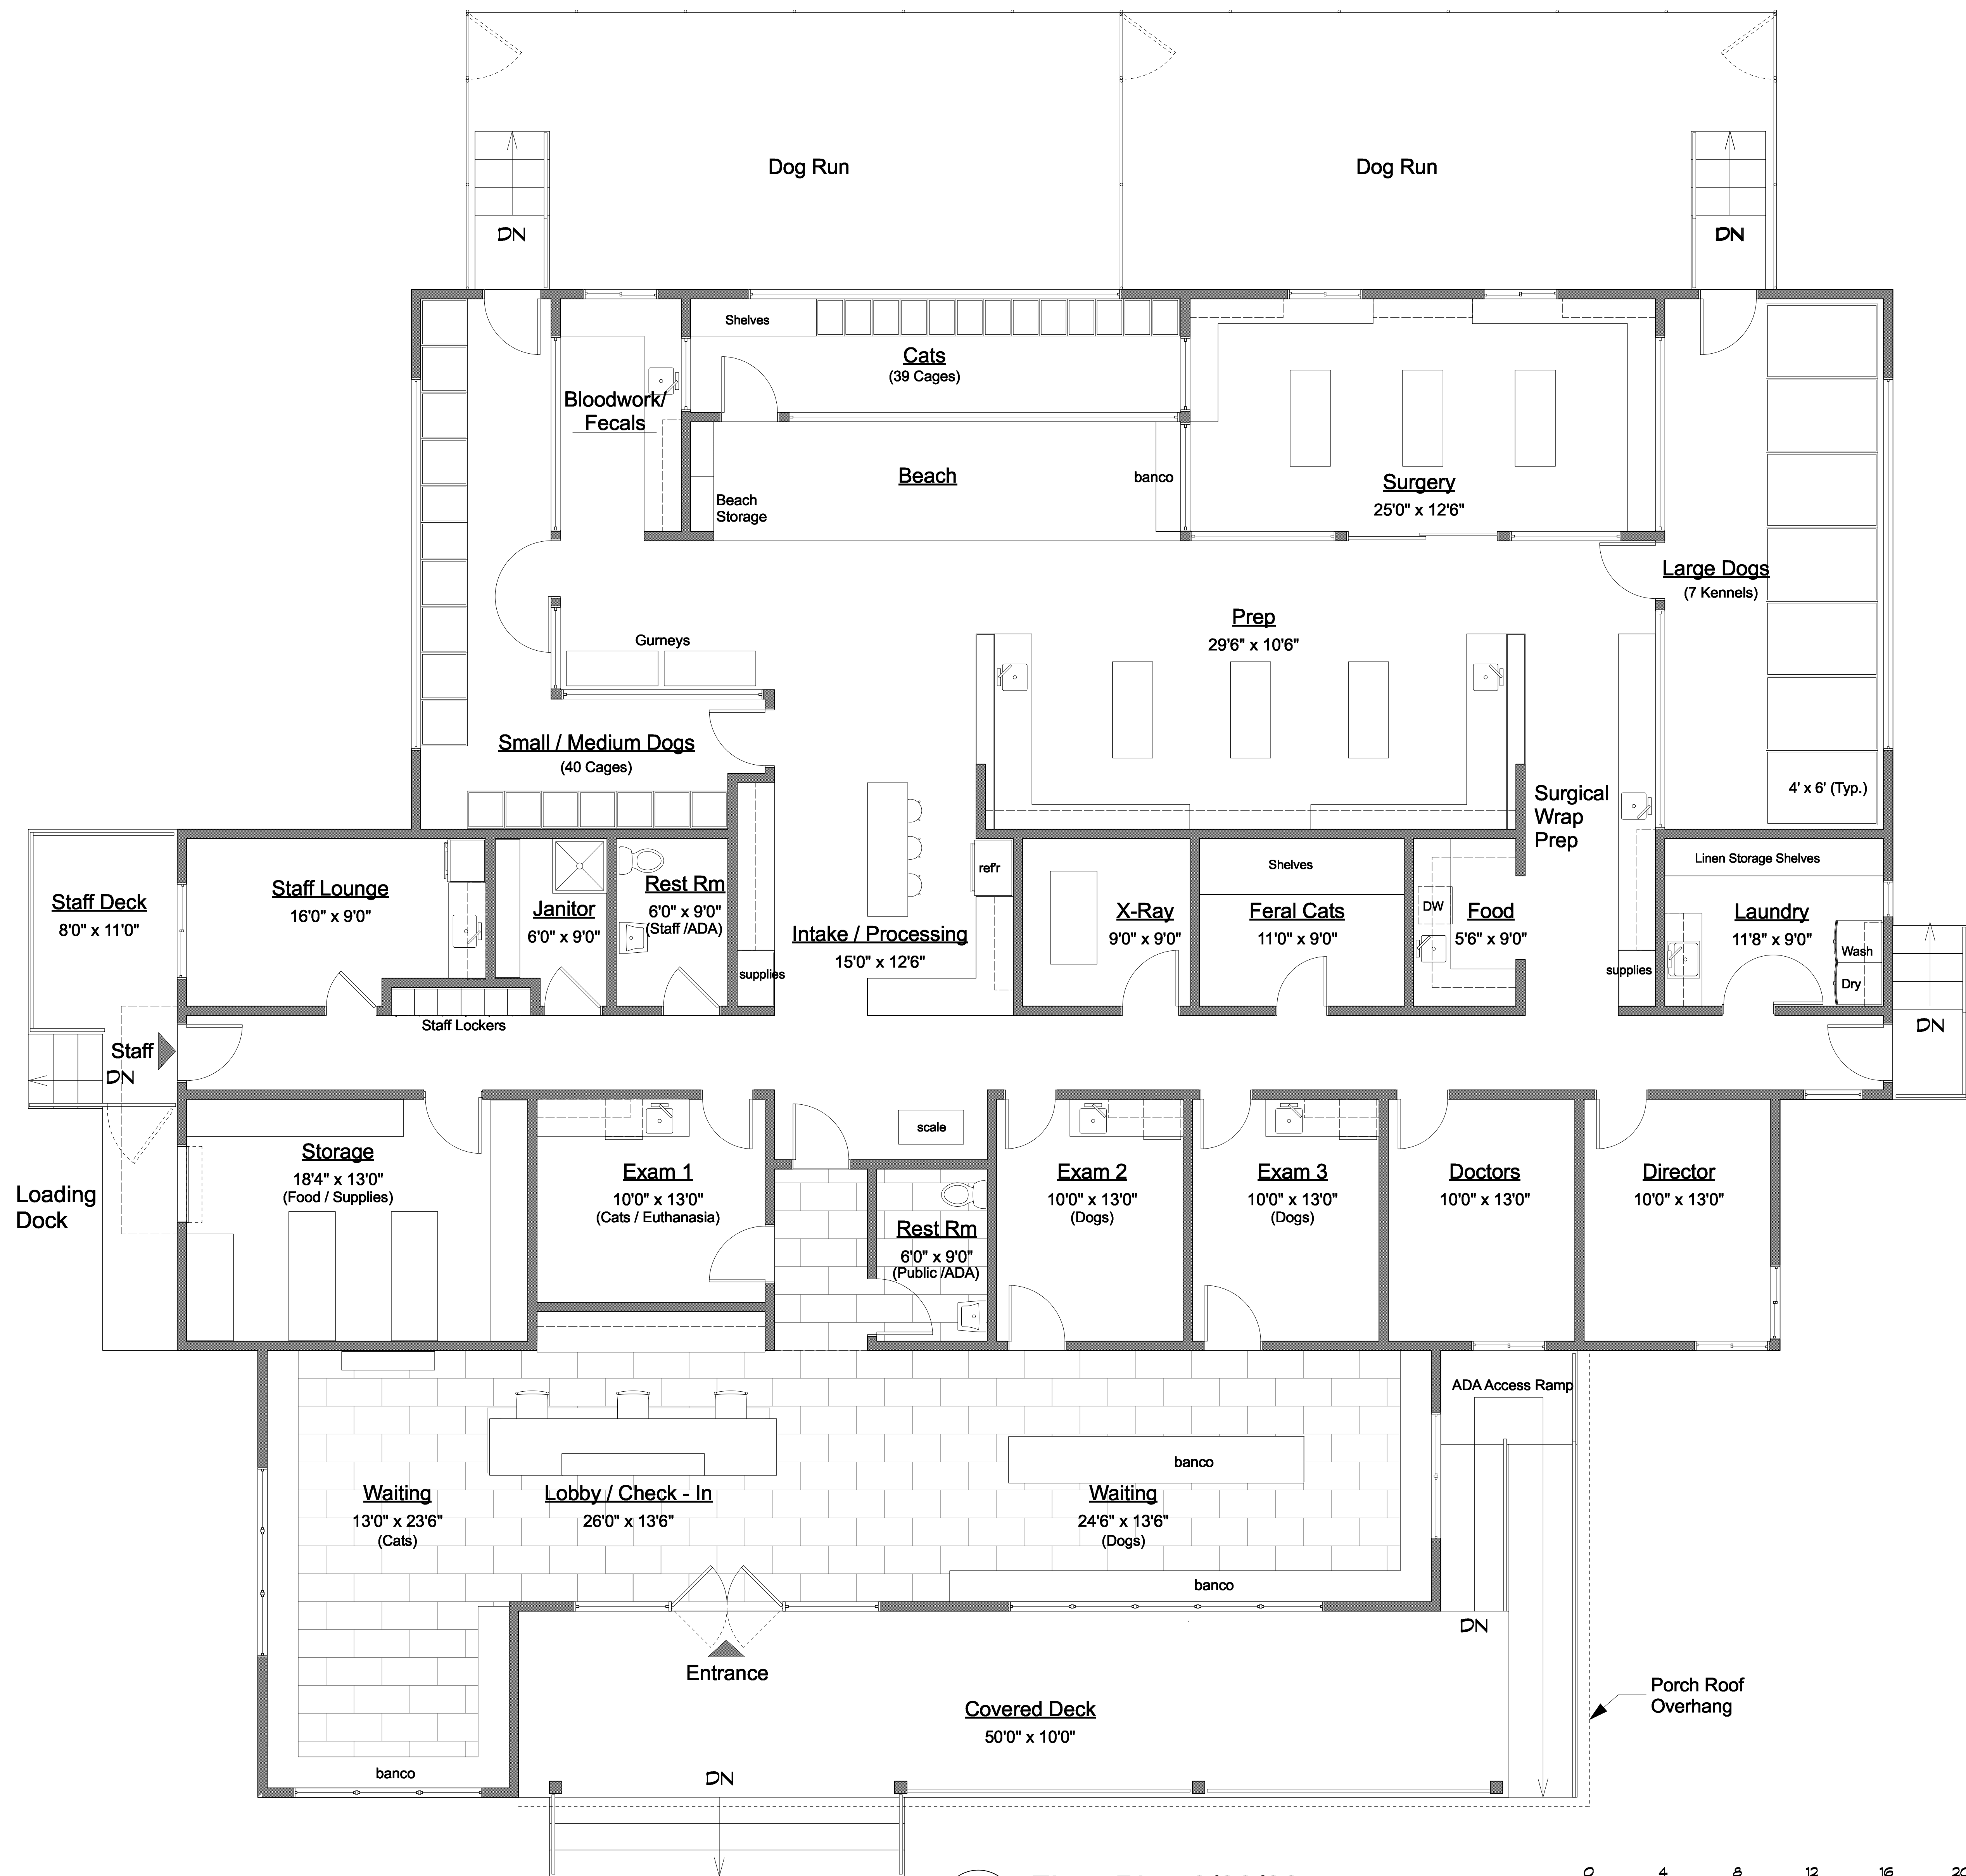 Dog Run
Dog Run
DN
DN
Shelves
Cats
(39 Cages)
Bloodwork/
Fecals
Beach
banco
Beach
Storage
Surgery
25'0" x 12'6"
Large Dogs
(7 Kennels)
Prep
29'6" x 10'6"
Gurneys
Small / Medium Dogs
(40 Cages)
4' x 6' (Typ.)
Surgical
Wrap
Prep
Staff Deck
8'0" x 11'0"
Staff Lounge
16'0" x 9'0"
Janitor
6'0" x 9'0"
Rest Rm
6'0" x 9'0"
(Staff /ADA)
supplies
Intake / Processing
15'0" x 12'6"
ref'r
X-Ray
9'0" x 9'0"
Shelves
Feral Cats
11'0" x 9'0"
DW
Food
5'6" x 9'0"
supplies
Linen Storage Shelves
Laundry
11'8" x 9'0"
Wash
Dry
Staff Lockers
DN
Staff
DN
Loading
Dock
Storage
18'4" x 13'0"
(Food / Supplies)
Exam 1
10'0" x 13'0"
(Cats / Euthanasia)
scale
Rest Rm
6'0" x 9'0"
(Public /ADA)
Exam 2
10'0" x 13'0"
(Dogs)
Exam 3
10'0" x 13'0"
(Dogs)
Doctors
10'0" x 13'0"
Director
10'0" x 13'0"
ADA Access Ramp
banco
Waiting
13'0" x 23'6"
(Cats)
Lobby / Check - In
26'0" x 13'6"
Waiting
24'6" x 13'6"
(Dogs)
banco
DN
Entrance
Porch Roof
Overhang
Covered Deck
50'0" x 10'0"
banco
DN
0 4 8 12 16 20